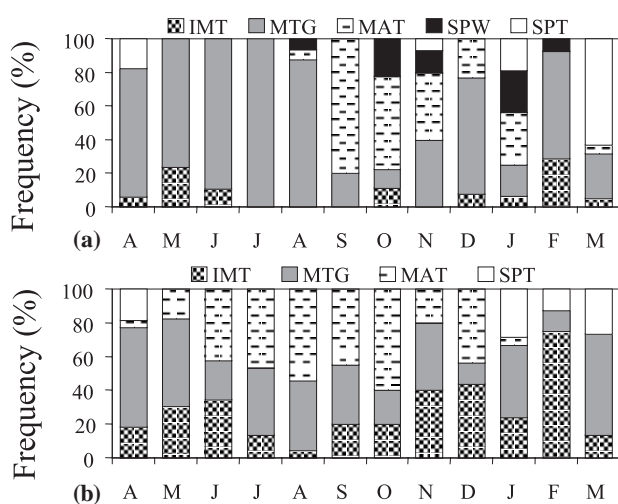 IMT MTG MAT SPW SPT
100
80
60
40
20
0
Frequency (%)
(a)
A M J J A S O N D J F M
IMT MTG MAT SPT
100
80
60
40
20
0
Frequency (%)
(b)
A M J J A S O N D J F M